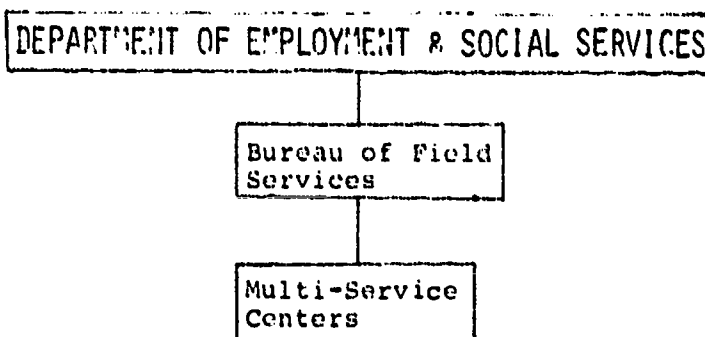 DEPARTMENT OF EMPLOYMENT & SOCIAL SERVICES
Bureau of Field
Services
Multi-Service
Centers